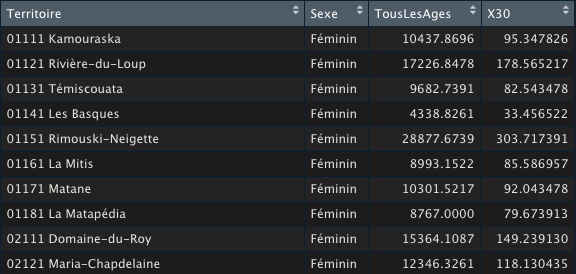 Territoire Sexe TousLesAges X30
01111 Kamouraska Féminin 10437.8696 95.347826
01121 Rivière-du-Loup Féminin 17226.8478 178.565217
01131 Témiscouata Féminin 9682.7391 82.543478
01141 Les Basques Féminin 4338.8261 33.456522
01151 Rimouski-Neigette Féminin 28877.6739 303.717391
01161 La Mitis Féminin 8993.1522 85.586957
01171 Matane Féminin 10301.5217 92.043478
01181 La Matapédia Féminin 8767.0000 79.673913
02111 Domaine-du-Roy Féminin 15364.1087 149.239130
02121 Maria-Chapdelaine Féminin 12346.3261 118.130435